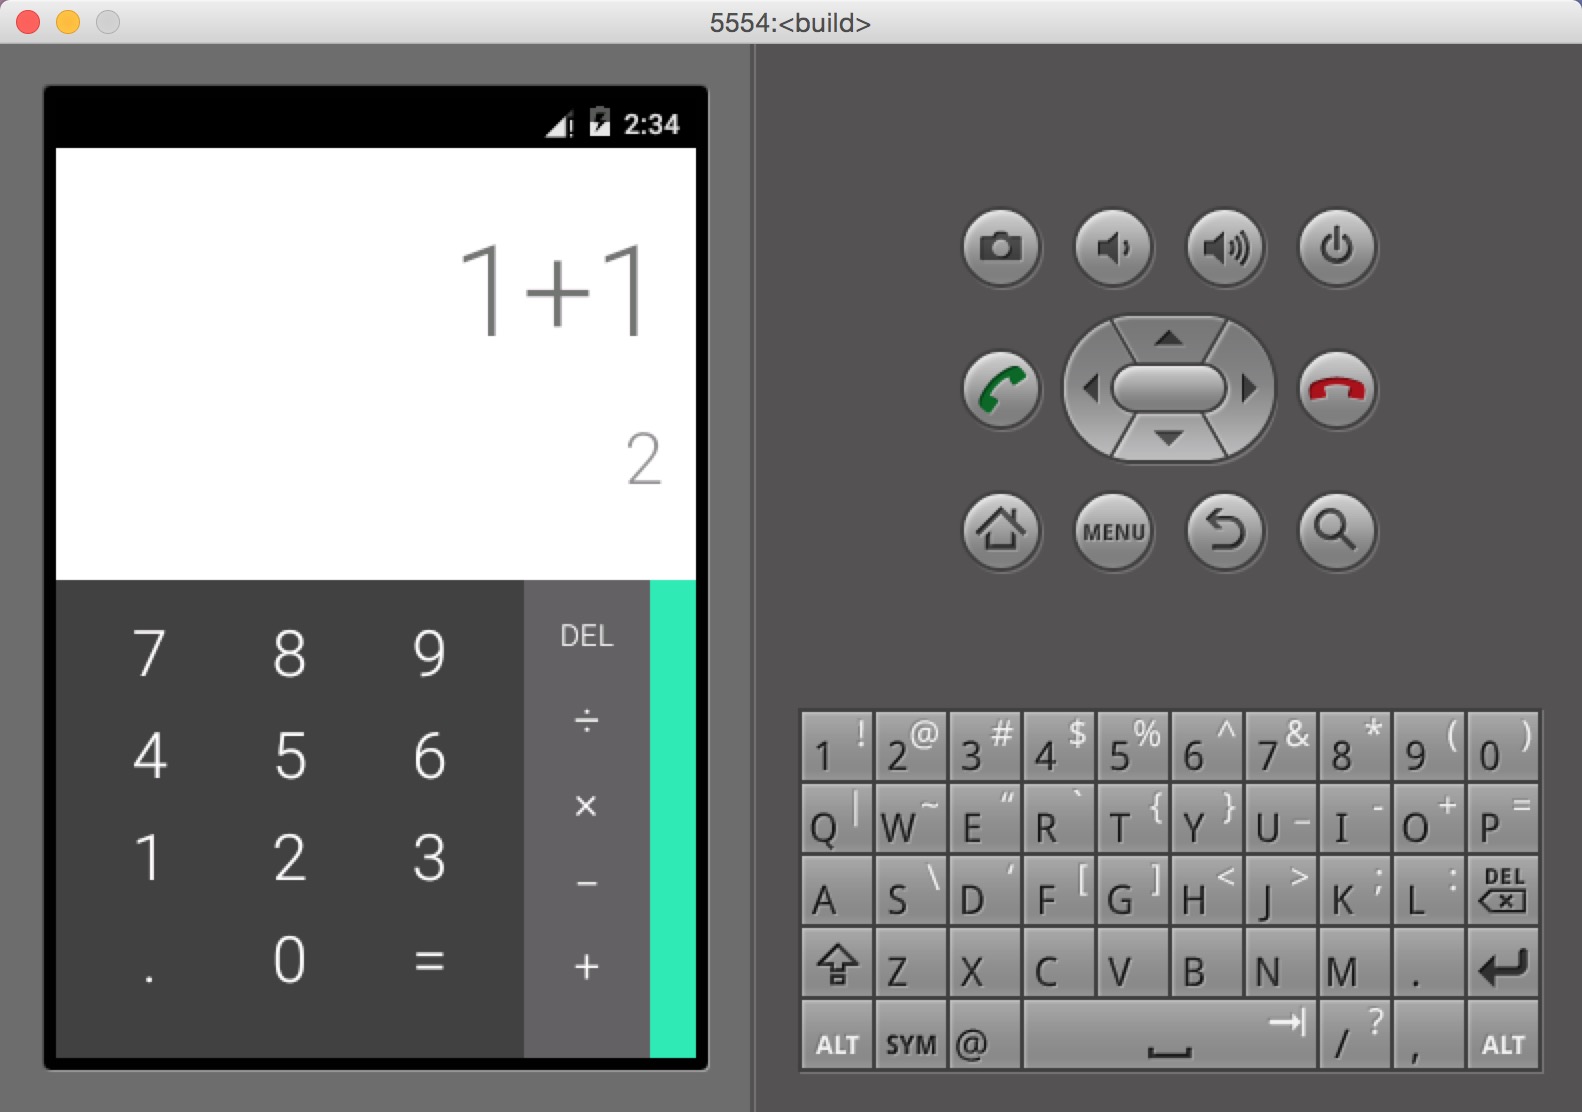 5554:<build>
2:34
1+1
2
7 8 9 DEL
÷
4 5 6
×
1 2 3
−
. 0 = +
MENU
1 ! 2 @ 3 # 4 $ 5 % 6 ^ 7 & 8 * 9 ( 0 )
Q | W ~ E " R ` T { Y } U _ I - O + P =
A S \ D ' F [ G ] H < J > K ; L : DEL
Z X C V B N M .
ALT SYM @ / ? , ALT